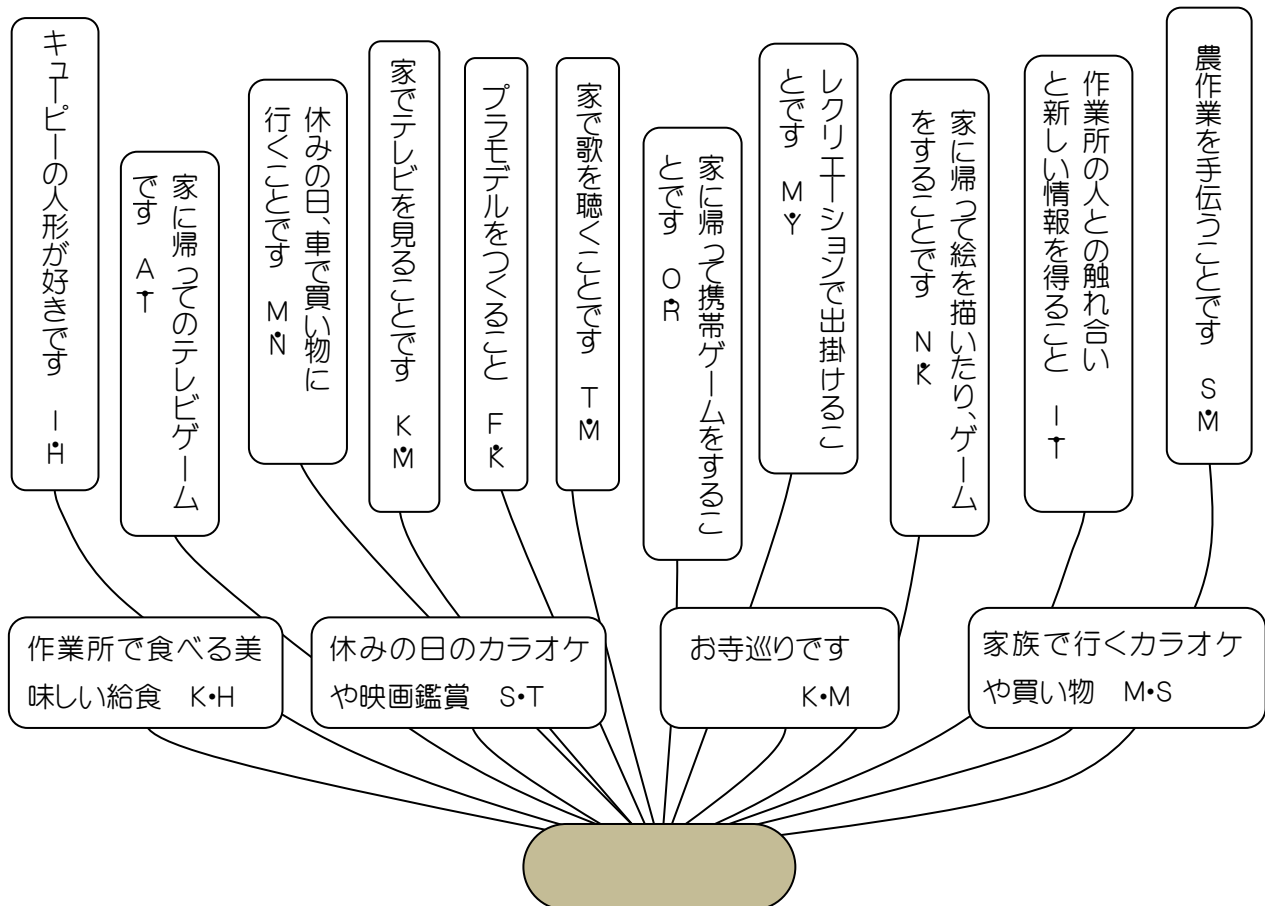 農作業を手伝うことです S・M
作業所の人との触れ合い
と新しい情報を得ること I・T
家に帰って絵を描いたり、ゲーム
をすることです N・K
レクリエーションで出掛けるこ
とです M・Y
家に帰って携帯ゲームをするこ
とです O・R
家で歌を聴くことです T・M
プラモデルをつくること F・K
家でテレビを見ることです K・M
休みの日、車で買い物に
行くことです M・N
家に帰ってのテレビゲーム
です A・T
キューピーの人形が好きです I・H
作業所で食べる美
味しい給食 K・H
休みの日のカラオケ
や映画鑑賞 S・T
お寺巡りです
K・M
家族で行くカラオケ
や買い物 M・S